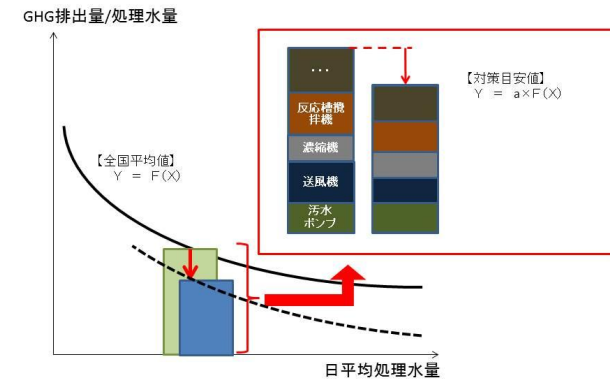 GHG排出量/処理水量
【全国平均値】
Y = F(X)
…
反応槽攪
拌機
濃縮機
送風機
汚水
ポンプ
【対策目安値】
Y = a×F(X)
日平均処理水量